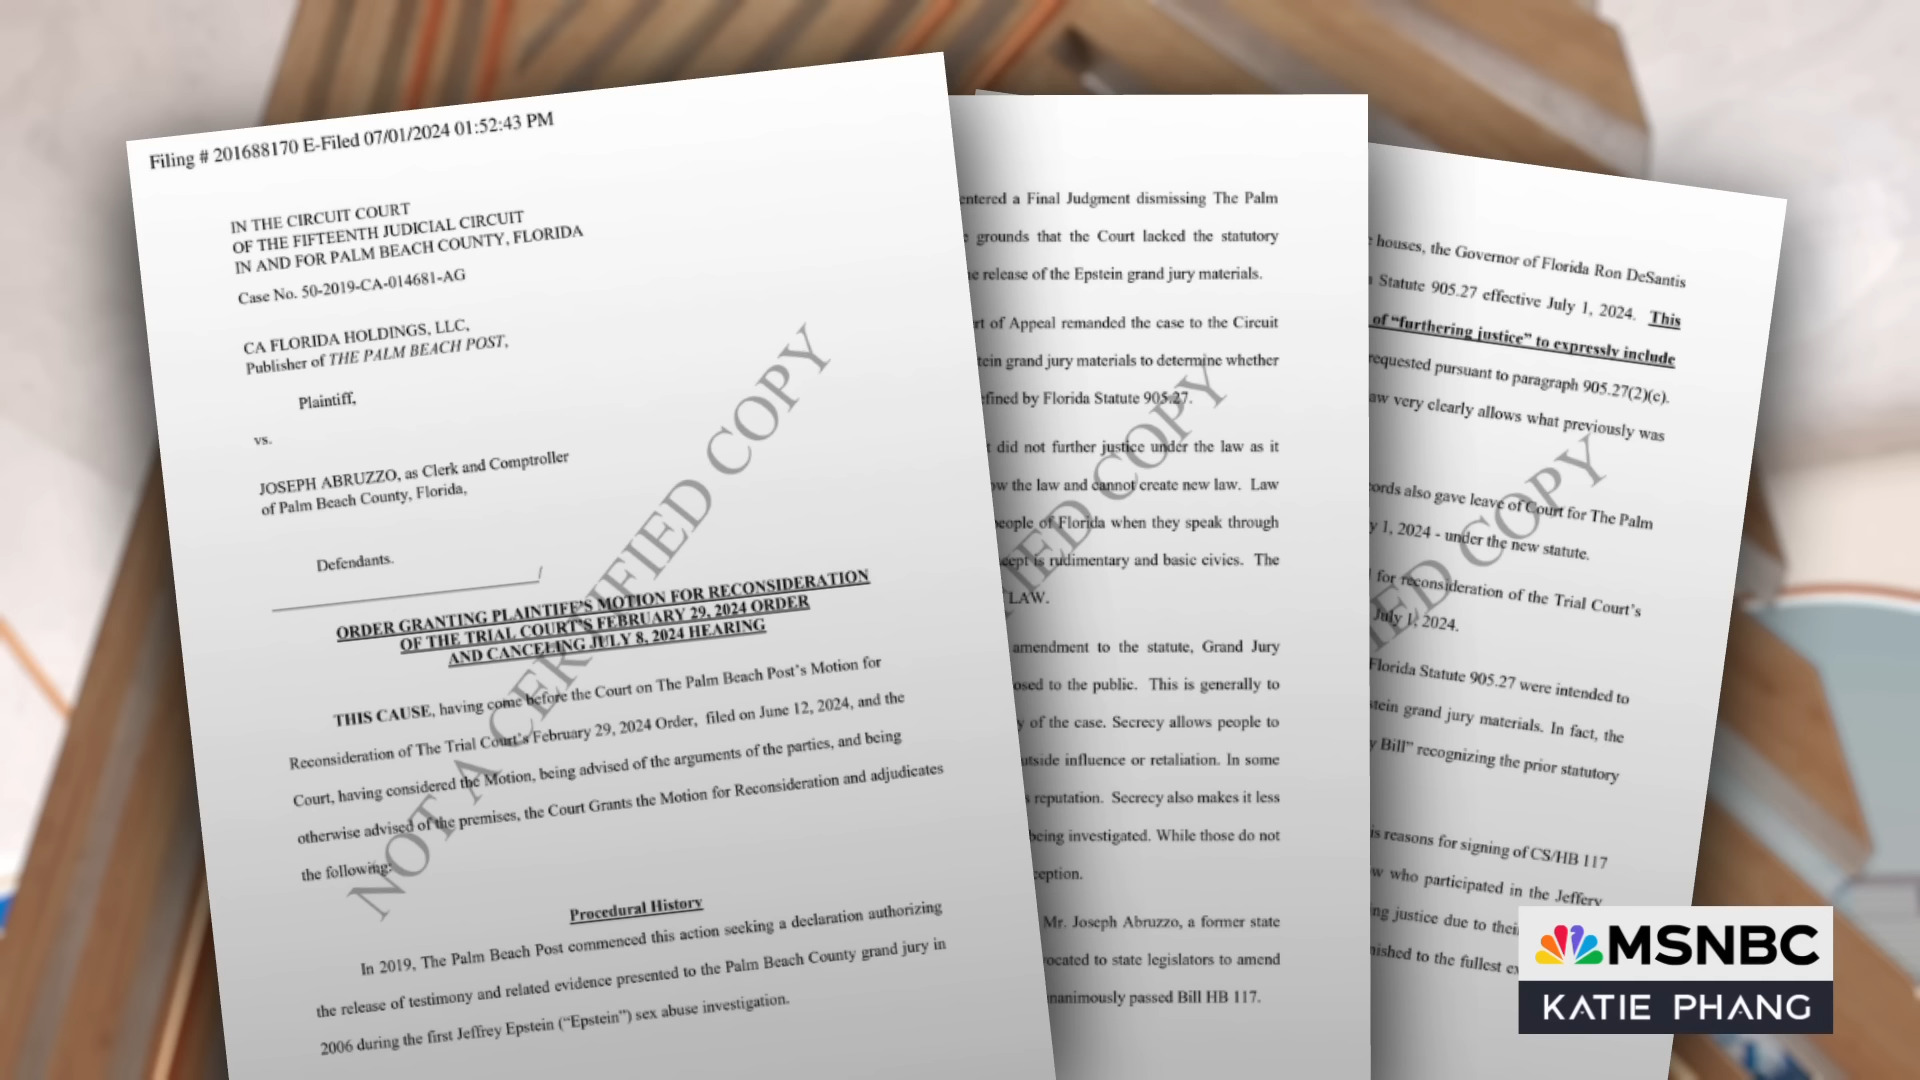 Filing # 201688170 E-Filed 07/01/2024 01:52:43 PM
IN THE CIRCUIT COURT
OF THE FIFTEENTH JUDICIAL CIRCUIT
IN AND FOR PALM BEACH COUNTY, FLORIDA
Case No. 50-2019-CA-014681-AG
CA FLORIDA HOLDINGS, LLC,
Publisher of THE PALM BEACH POST,
Plaintiff,
vs.
JOSEPH ABRUZZO, as Clerk and Comptroller
of Palm Beach County, Florida,
Defendants.
/
ORDER GRANTING PLAINTIFF'S MOTION FOR RECONSIDERATION
OF THE TRIAL COURT'S FEBRUARY 29, 2024 ORDER
AND CANCELING JULY 8, 2024 HEARING
THIS CAUSE, having come before the Court on The Palm Beach Post's Motion for
Reconsideration of The Trial Court's February 29, 2024 Order, filed on June 12, 2024, and the
Court, having considered the Motion, being advised of the arguments of the parties, and being
otherwise advised of the premises, the Court Grants the Motion for Reconsideration and adjudicates
the following:
Procedural History
In 2019, The Palm Beach Post commenced this action seeking a declaration authorizing
the release of testimony and related evidence presented to the Palm Beach County grand jury in
2006 during the first Jeffrey Epstein ("Epstein") sex abuse investigation.
NOT A CERTIFIED COPY
entered a Final Judgment dismissing The Palm
grounds that the Court lacked the statutory
release of the Epstein grand jury materials.
of Appeal remanded the case to the Circuit
grand jury materials to determine whether
by Florida Statute 905.27.
did not further justice under the law as it
the law and cannot create new law. Law
of Florida when they speak through
is rudimentary and basic civics. The
LAW.
amendment to the statute, Grand Jury
to the public. This is generally to
of the case. Secrecy allows people to
influence or retaliation. In some
reputation. Secrecy also makes it less
being investigated. While those do not
Mr. Joseph Abruzzo, a former state
to state legislators to amend
passed Bill HB 117.
COPY
houses, the Governor of Florida Ron DeSantis
Statute 905.27 effective July 1, 2024. This
of "furthering justice" to expressly include
requested pursuant to paragraph 905.27(2)(c).
very clearly allows what previously was
also gave leave of Court for The Palm
1, 2024 - under the new statute.
for reconsideration of the Trial Court's
July 1, 2024.
Florida Statute 905.27 were intended to
grand jury materials. In fact, the
Bill" recognizing the prior statutory
reasons for signing of CS/HB 117
who participated in the Jeffery
justice due to their
to the fullest
COPY
MSNBC
KATIE PHANG